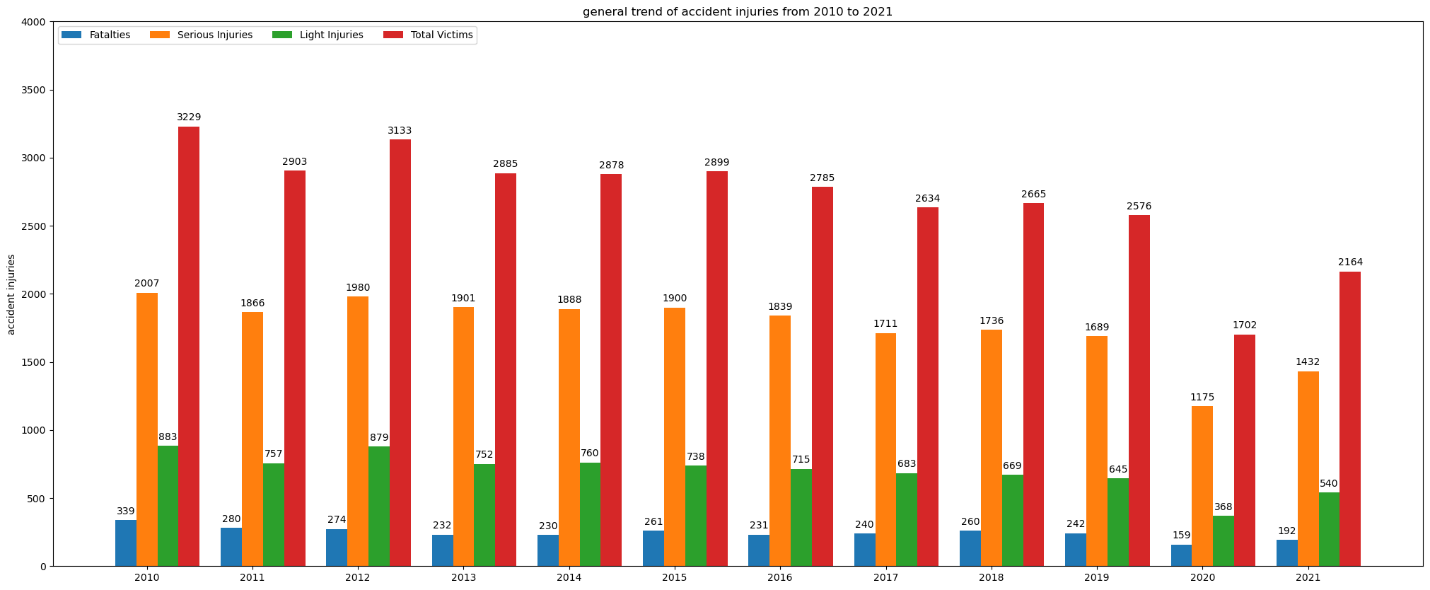 general trend of accident injuries from 2010 to 2021
Fatalties Serious Injuries Light Injuries Total Victims
accident injuries
4000
3500
3000
2500
2000
1500
1000
500
0
339 2007 883 3229
280 1866 757 2903
274 1980 879 3133
232 1901 752 2885
230 1888 760 2878
261 1900 738 2899
231 1839 715 2785
240 1711 683 2634
260 1736 669 2665
242 1689 645 2576
159 1175 368 1702
192 1432 540 2164
2010 2011 2012 2013 2014 2015 2016 2017 2018 2019 2020 2021